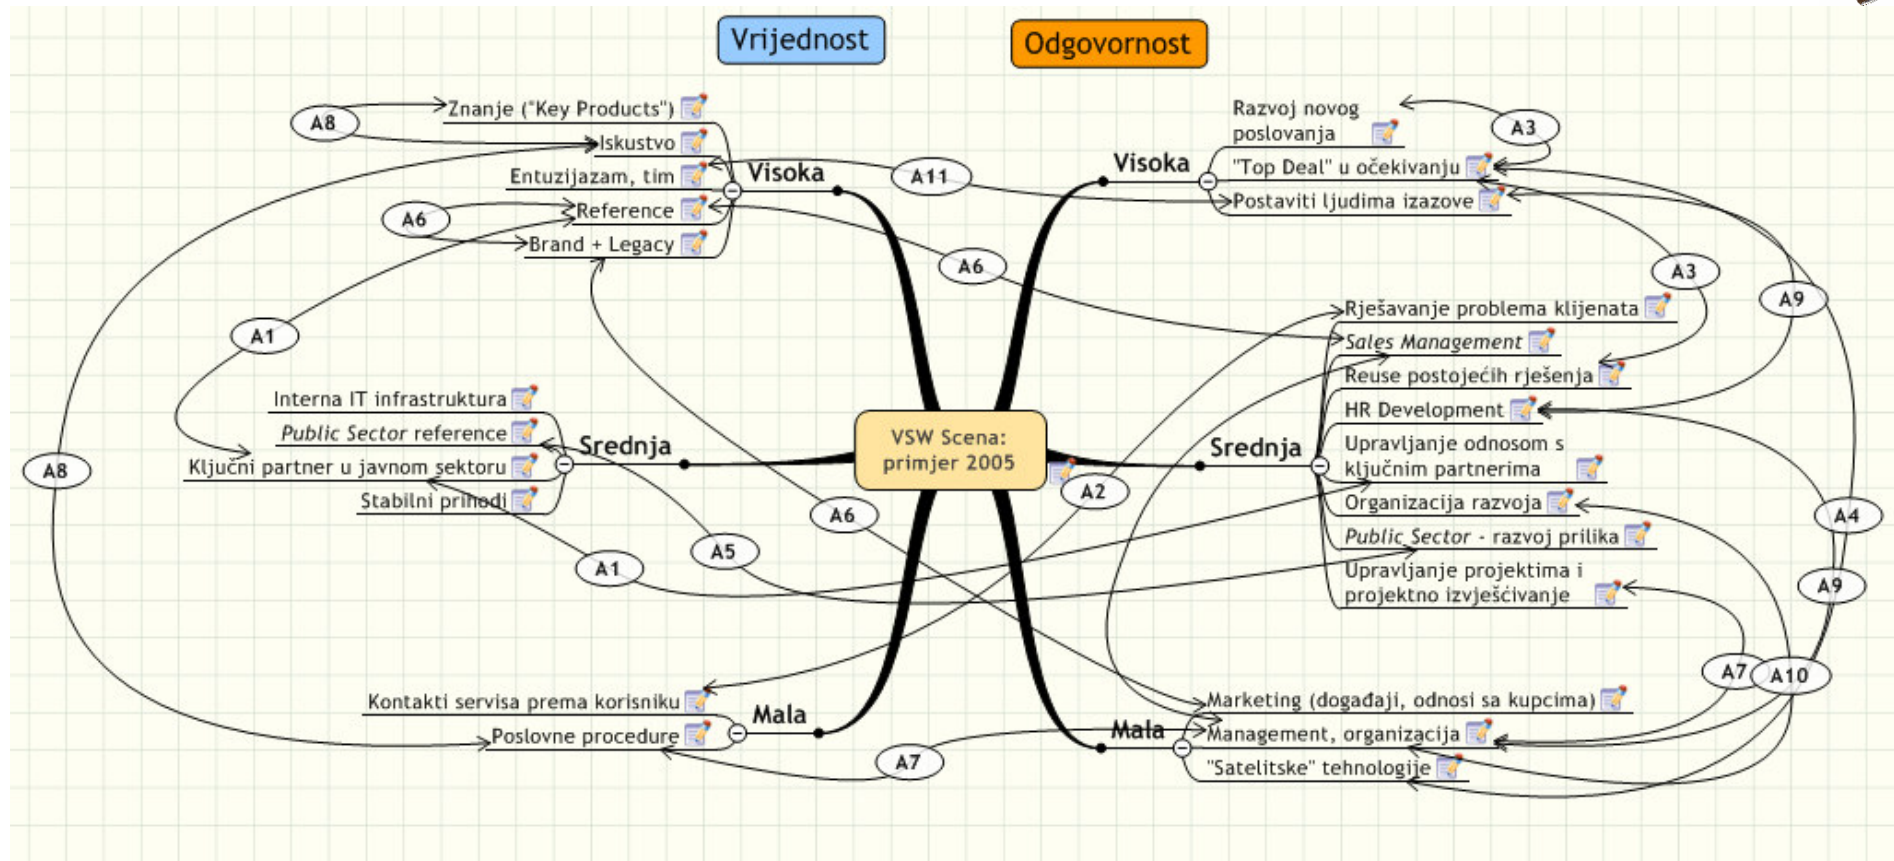 Vrijednost
Odgovornost
Znanje ("Key Products")
Iskustvo
Entuzijazam, tim
Reference
Brand + Legacy
Visoka
A8
A6
A1
A11
A6
Visoka
Razvoj novog
poslovanja
"Top Deal" u očekivanju
Postaviti ljudima izazove
A3
A3
A9
Interna IT infrastruktura
Public Sector reference
Ključni partner u javnom sektoru
Stabilni prihodi
Srednja
A8
VSW Scena:
primjer 2005
Srednja
Rješavanje problema klijenata
Sales Management
Reuse postojećih rješenja
HR Development
Upravljanje odnosom s
ključnim partnerima
Organizacija razvoja
Public Sector - razvoj prilika
Upravljanje projektima i
projektno izvješćivanje
A2
A6
A5
A1
A4
A9
A7
A10
Kontakti servisa prema korisniku
Poslovne procedure
Mala
A7
Mala
Marketing (događaji, odnosi sa kupcima)
Management, organizacija
"Satelitske" tehnologije